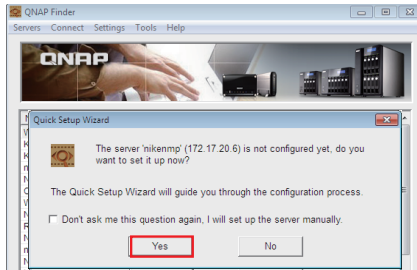 QNAP Finder
Servers Connect Settings Tools Help
QNAP
Quick Setup Wizard
The server 'nikenmp' (172.17.20.6) is not configured yet, do you
want to set it up now?
The Quick Setup Wizard will guide you through the configuration process.
Don't ask me this question again, I will set up the server manually.
Yes No